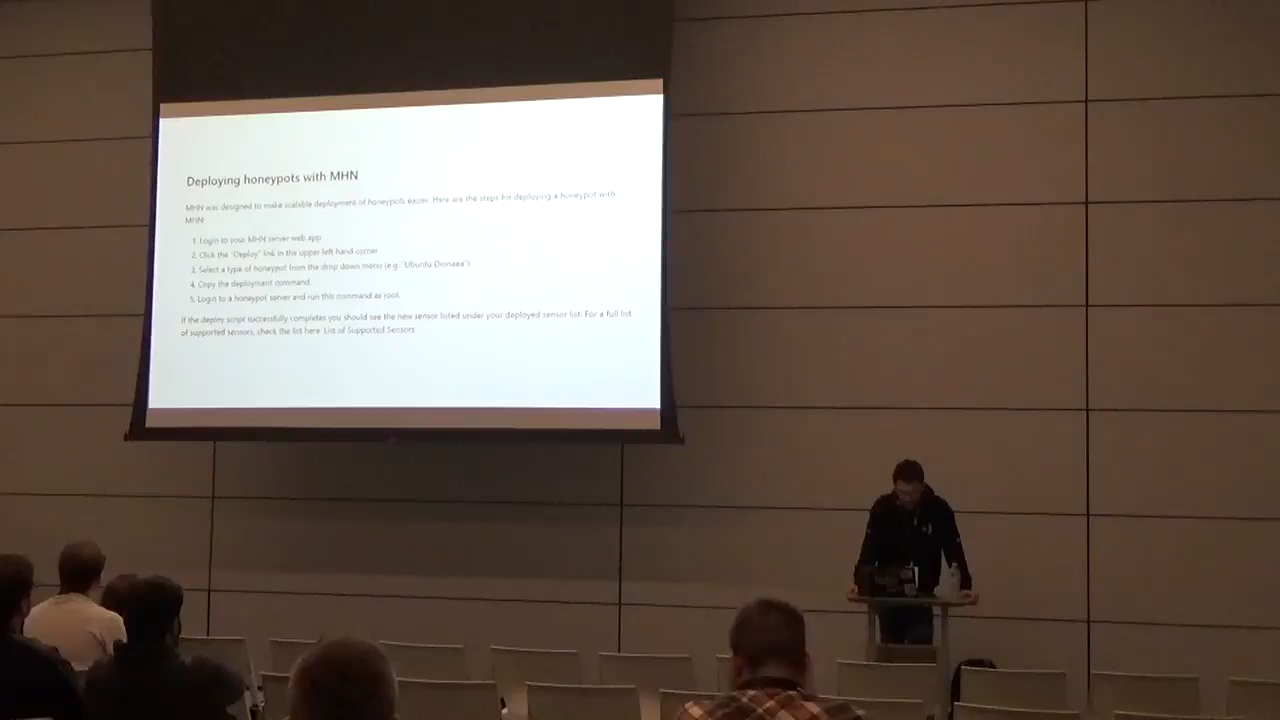 Deploying honeypots with MHN
MHN was designed to make scalable deployment of honeypots easier. Here are the steps for deploying a honeypot with
MHN:
1. Login to your MHN server web app.
2. Click the "Deploy" link in the upper left hand corner.
3. Select a type of honeypot from the drop down menu (e.g. "Ubuntu Dionaea").
4. Copy the deployment command.
5. Login to a honeypot server and run this command as root.
If the deploy script successfully completes you should see the new sensor listed under your deployed sensor list. For a full list
of supported sensors, check the list here: List of Supported Sensors